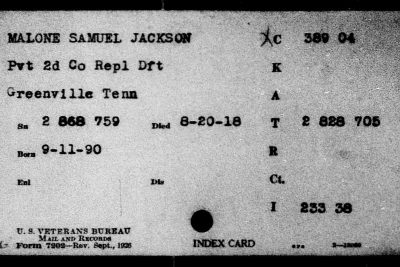 MALONE SAMUEL JACKSON XC 389 04
Pvt 2d Co Repl Dft K
Greenville Tenn A
Sn 2 868 759 Died 8-20-18 T 2 828 705
Born 9-11-90 R
Enl Dis Ct.
I 233 38
U. S. VETERANS BUREAU
MAIL AND RECORDS
Form 7202—Rev. Sept., 1926 INDEX CARD